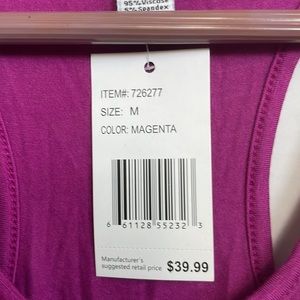 95% Viscose
5% Spandex
ITEM#: 726277
SIZE: M
COLOR: MAGENTA
6 61128 55232 3
Manufacturer's
suggested retail price $39.99